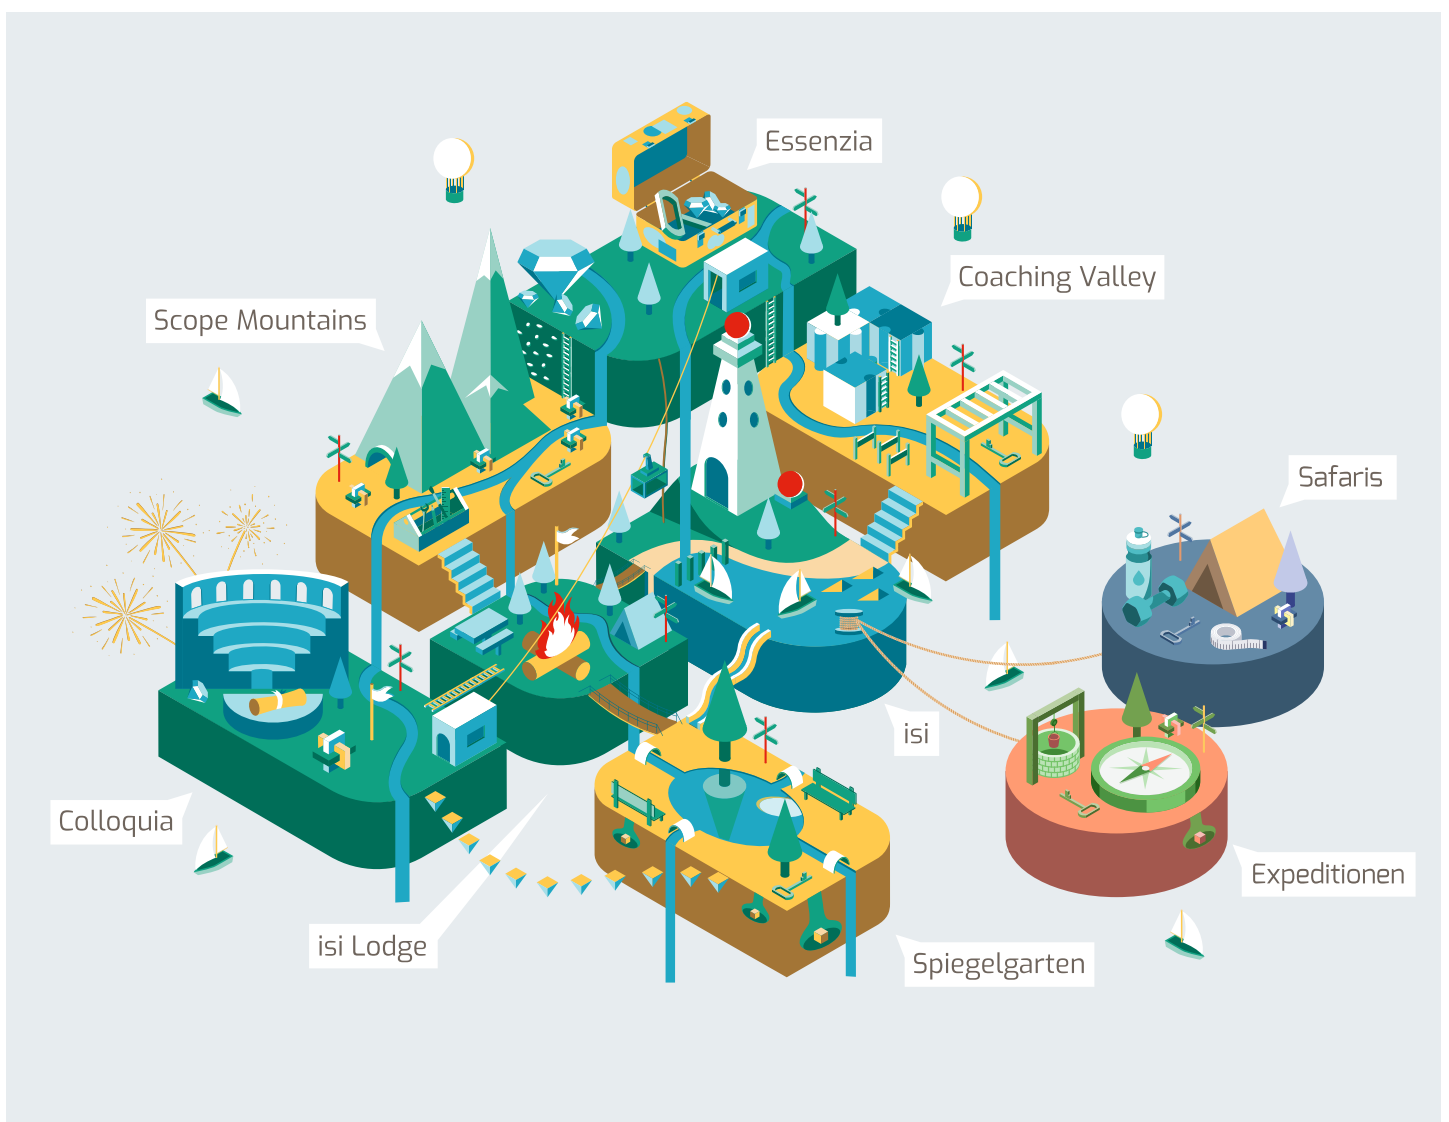 Essenzia
Coaching Valley
Scope Mountains
Safaris
isi
Colloquia
Expeditionen
isi Lodge
Spiegelgarten